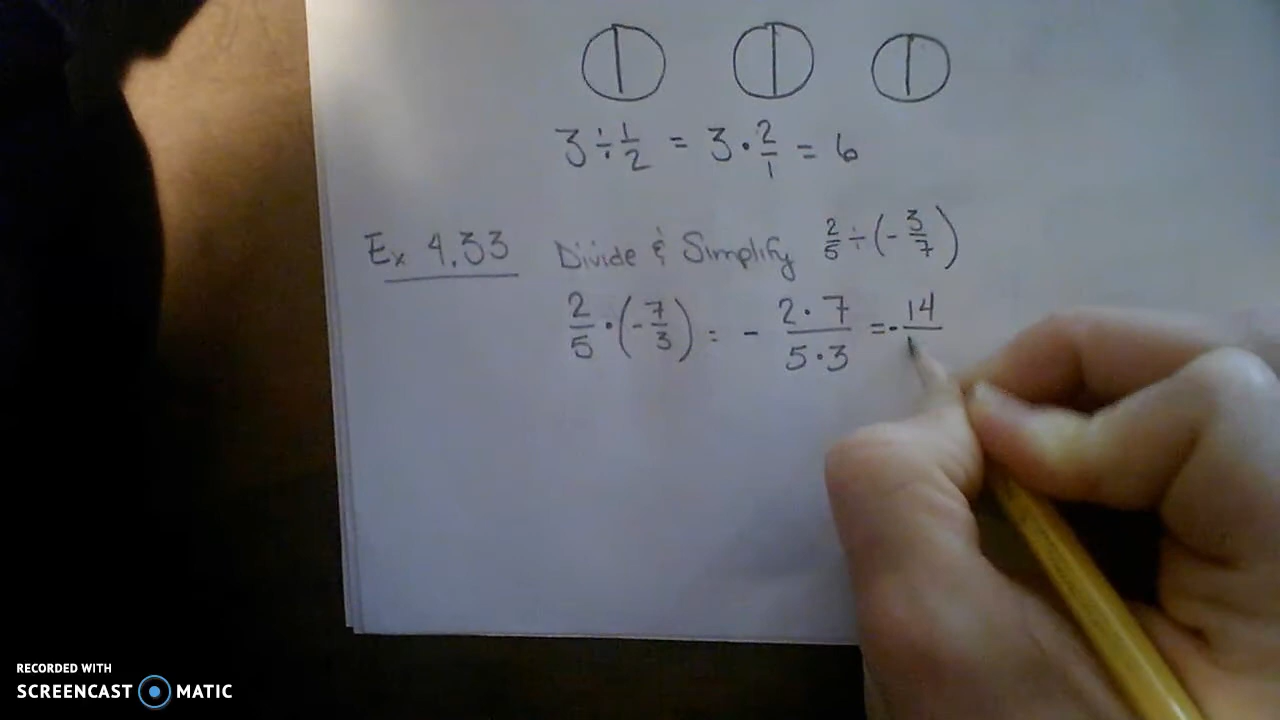 3 ÷ 1/2 = 3 · 2/1 = 6
Ex 4.33 Divide & Simplify 2/5 ÷ (-3/7)
2/5 · (-7/3) = - 2·7/5·3 = - 14/1
RECORDED WITH
SCREENCAST MATIC